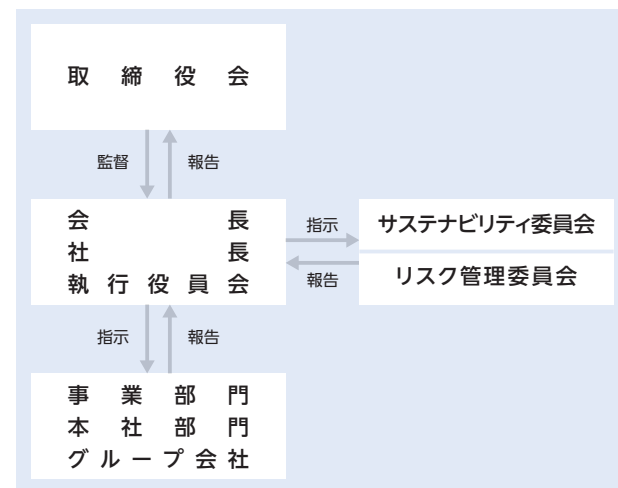 取締役会
監督 報告
会長
社長
執行役員会
指示
報告
サステナビリティ委員会
リスク管理委員会
指示 報告
事業部門
本社部門
グループ会社